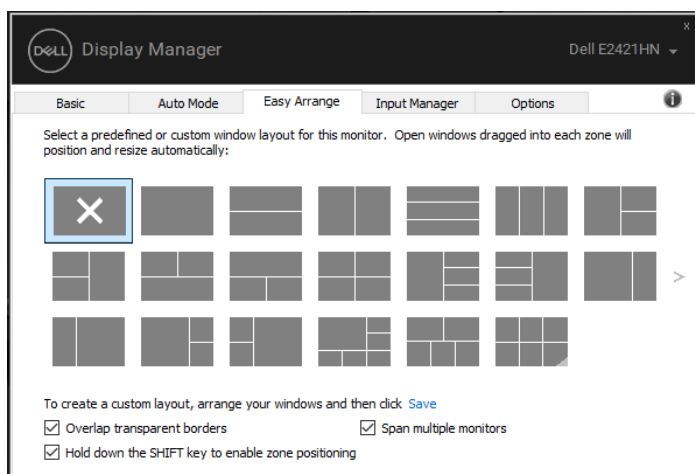 DELL Display Manager
Dell E2421HN
x
Basic Auto Mode Easy Arrange Input Manager Options
i
Select a predefined or custom window layout for this monitor. Open windows dragged into each zone will
position and resize automatically:
>
To create a custom layout, arrange your windows and then click Save
Overlap transparent borders Span multiple monitors
Hold down the SHIFT key to enable zone positioning